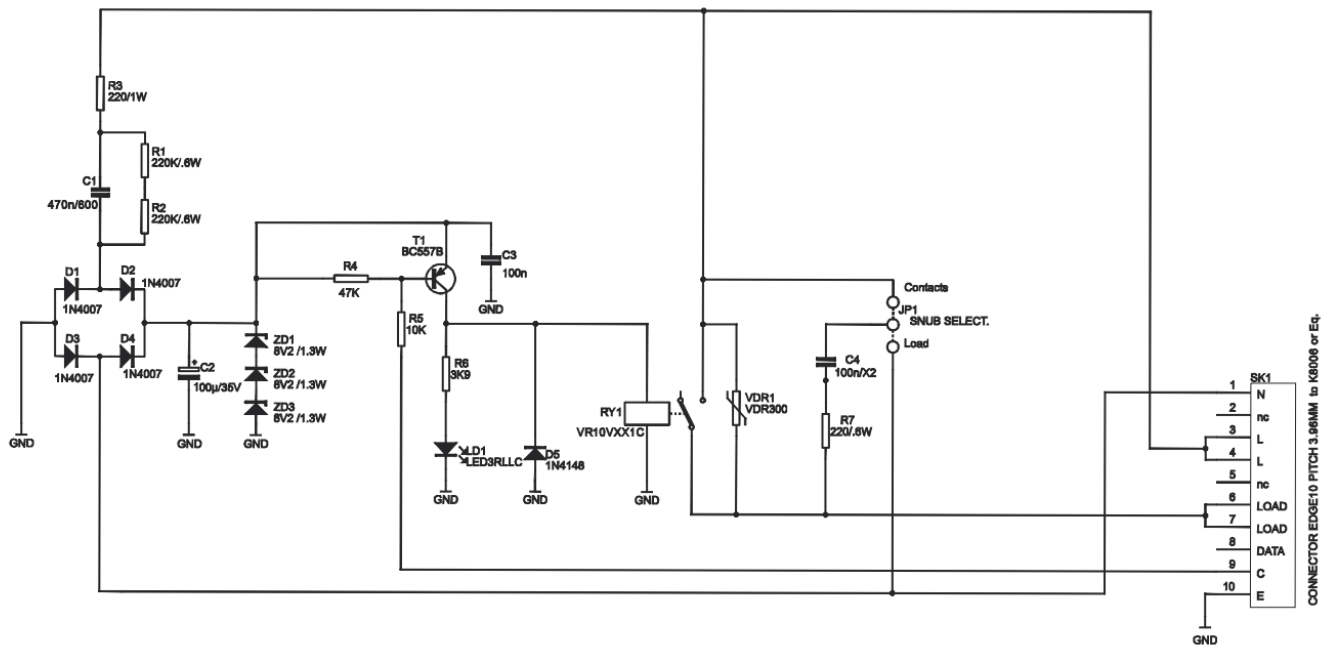 R3
220/1W
R1
220K/.6W
C1
470n/600
R2
220K/.6W
T1
BC557B
C3
100n
GND
D1
D2
1N4007
1N4007
R4
47K
Contacts
JP1
SNUB SELECT.
Load
R5
10K
D3
D4
1N4007
1N4007
+
C2
100µ/35V
ZD1
8V2 /1.3W
ZD2
8V2 /1.3W
ZD3
8V2 /1.3W
GND
GND
GND
R6
3K9
C4
100n/X2
RY1
VR10VXX1C
VDR1
VDR300
R7
220/.6W
LD1
LED3RLLC
D5
1N4148
GND
GND
GND
SK1
1 N
2 nc
3 L
4 L
5 nc
6 LOAD
7 LOAD
8 DATA
9 C
10 E
GND
CONNECTOR EDGE10 PITCH 3.96MM to K8006 or Eq.